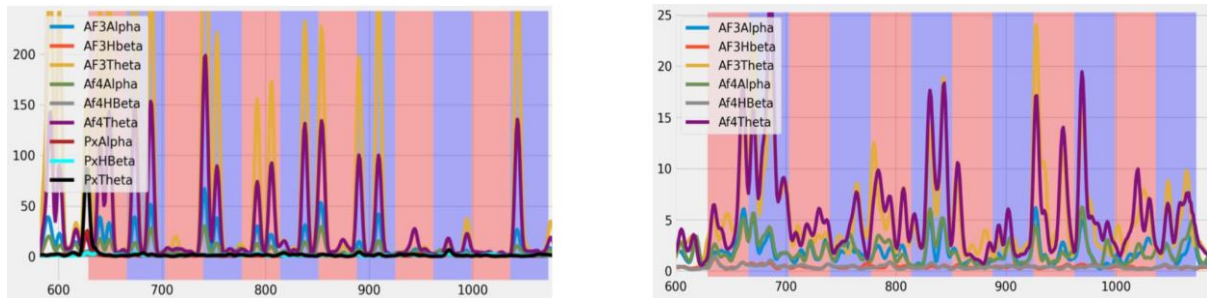 200
150
100
50
0
AF3Alpha
AF3Hbeta
AF3Theta
Af4Alpha
Af4HBeta
Af4Theta
PxAlpha
PxHBeta
PxTheta
600 700 800 900 1000
25
20
15
10
5
0
AF3Alpha
AF3Hbeta
AF3Theta
Af4Alpha
Af4HBeta
Af4Theta
600 700 800 900 1000